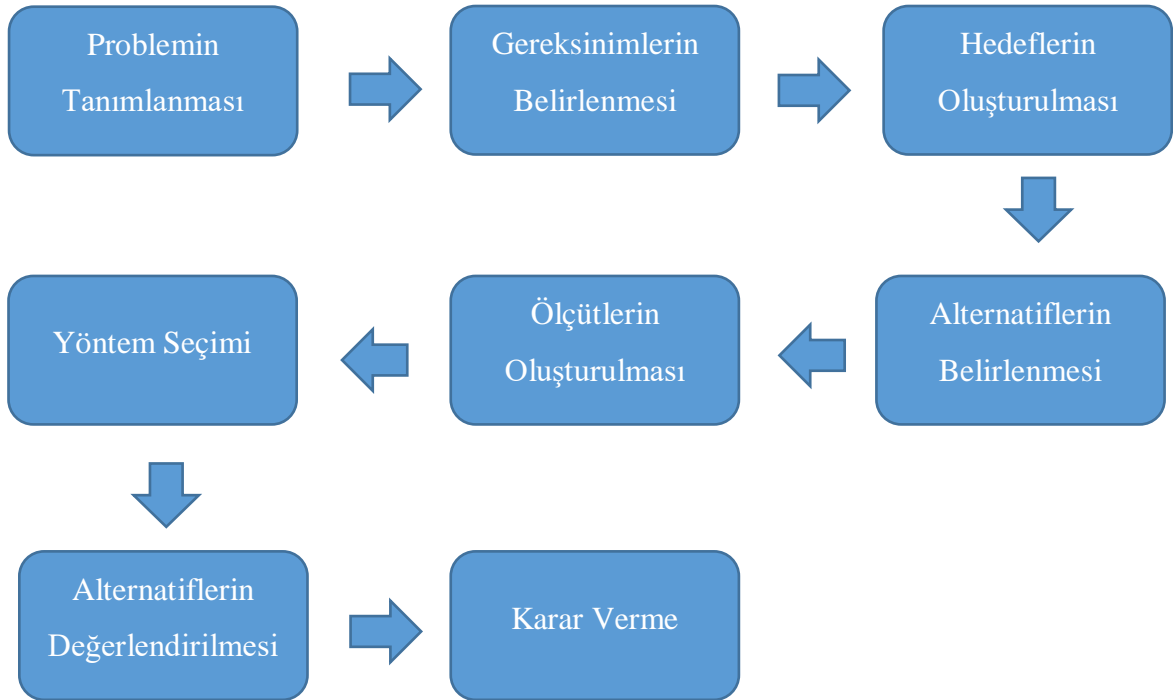 Problemin
Tanımlanması
Gereksinimlerin
Belirlenmesi
Hedeflerin
Oluşturulması
Alternatiflerin
Belirlenmesi
Ölçütlerin
Oluşturulması
Yöntem Seçimi
Alternatiflerin
Değerlendirilmesi
Karar Verme